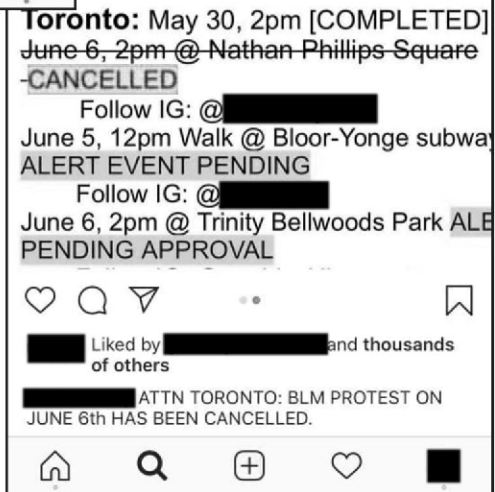 Toronto: May 30, 2pm [COMPLETED]
June 6, 2pm @ Nathan Phillips Square
-CANCELLED
Follow IG: @
June 5, 12pm Walk @ Bloor-Yonge subway
ALERT EVENT PENDING
Follow IG: @
June 6, 2pm @ Trinity Bellwoods Park ALE
PENDING APPROVAL
Liked by and thousands
of others
ATTN TORONTO: BLM PROTEST ON
JUNE 6th HAS BEEN CANCELLED.